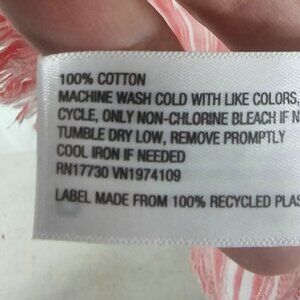 100% COTTON
MACHINE WASH COLD WITH LIKE COLORS,
CYCLE, ONLY NON-CHLORINE BLEACH IF
TUMBLE DRY LOW, REMOVE PROMPTLY
COOL IRON IF NEEDED
RN17730 VN1974109
LABEL MADE FROM 100% RECYCLED